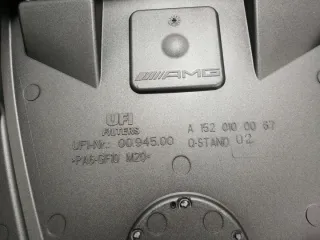 AMG
UFI
FILTERS
A 152 010 00 67
UFI-Nr.: 00.945.00
Q-STAND 02
>PA6-GF10 M20<